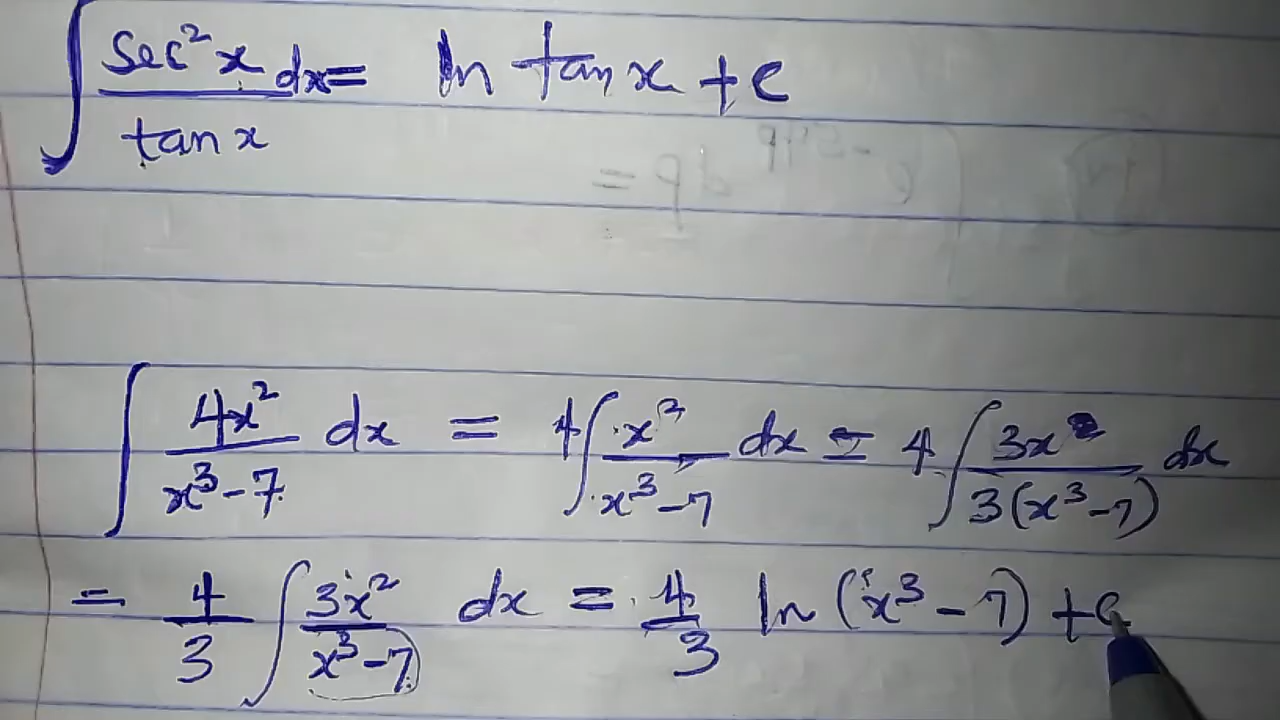 ∫ sec²x/tan x dx = ln tan x + c
∫ 4x²/(x³-7) dx = 4∫ x²/(x³-7) dx = 4∫ 3x²/3(x³-7) dx
= 4/3 ∫ 3x²/(x³-7) dx = 4/3 ln(x³-7) + c